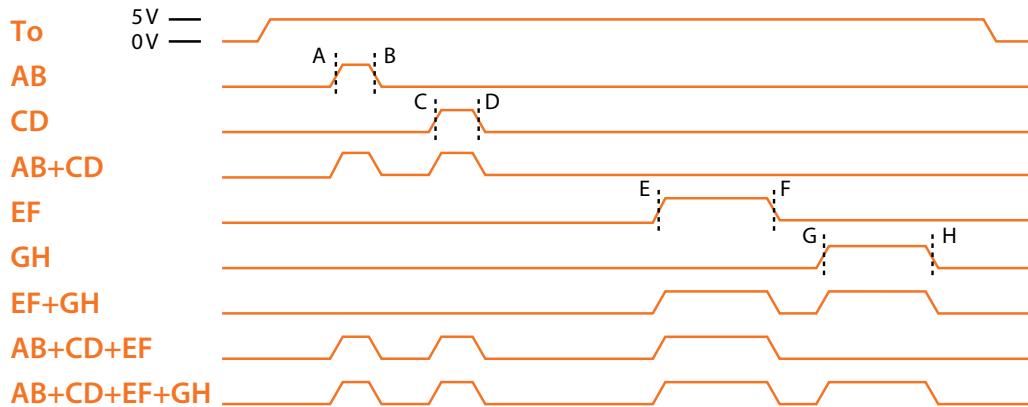 To 5V
0V
AB A B
CD C D
AB+CD
EF E F
GH G H
EF+GH
AB+CD+EF
AB+CD+EF+GH